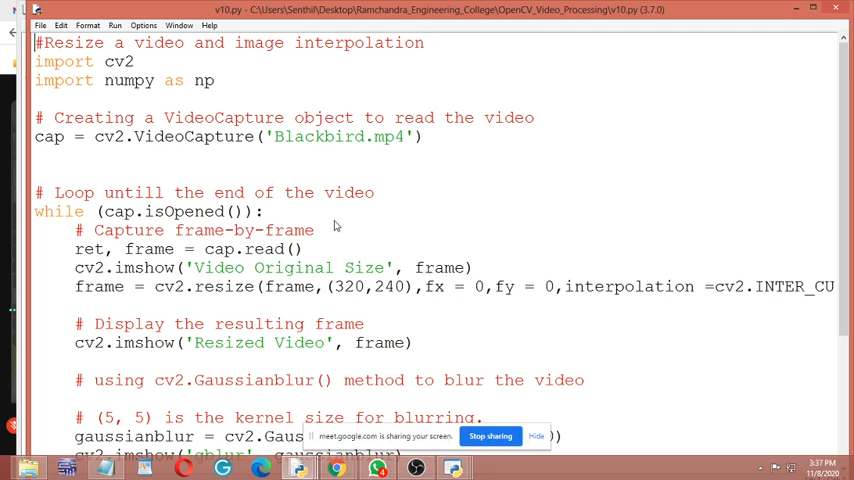 v10.py - C:\Users\Senthil\Desktop\Ramchandra_Engineering_College\OpenCV_Video_Processing\v10.py (3.7.0)
File Edit Format Run Options Window Help
#Resize a video and image interpolation
import cv2
import numpy as np
# Creating a VideoCapture object to read the video
cap = cv2.VideoCapture('Blackbird.mp4')
# Loop untill the end of the video
while (cap.isOpened()):
# Capture frame-by-frame
ret, frame = cap.read()
cv2.imshow('Video Original Size', frame)
frame = cv2.resize(frame,(320,240),fx = 0,fy = 0,interpolation =cv2.INTER_CU
# Display the resulting frame
cv2.imshow('Resized Video', frame)
# using cv2.Gaussianblur() method to blur the video
# (5, 5) is the kernel size for blurring.
gaussianblur = cv2.Gaus )
meet.google.com is sharing your screen. Stop sharing Hide
cv2.imshow('gblur', gaussianblur)
4
3:37 PM
11/8/2020